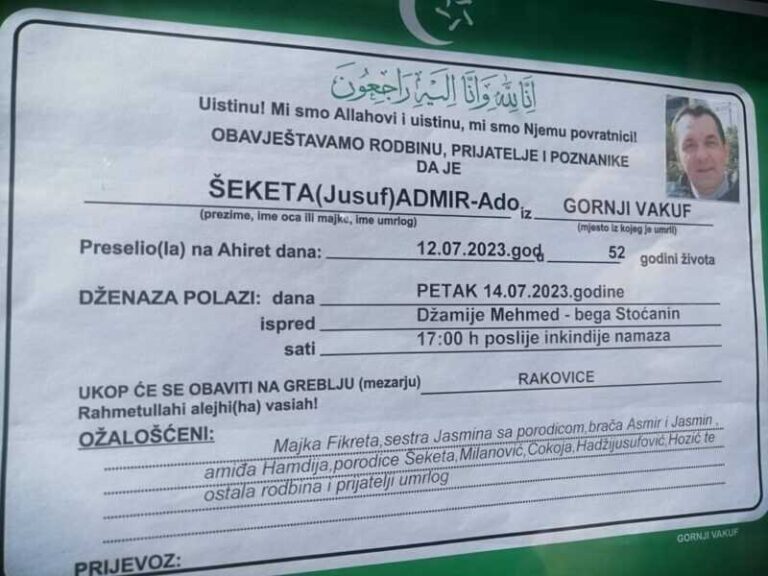 إِنَّا لِلَّٰهِ وَإِنَّا إِلَيْهِ رَاجِعُونَ
Uistinu! Mi smo Allahovi i uistinu, mi smo Njemu povratnici!
OBAVJEŠTAVAMO RODBINU, PRIJATELJE I POZNANIKE
DA JE
ŠEKETA(Jusuf)ADMIR-Ado iz GORNJI VAKUF
(prezime, ime oca ili majke, ime umrlog) (mjesto iz kojeg je umrli)
Preselio(la) na Ahiret dana: 12.07.2023.god, 52 godini života
DŽENAZA POLAZI: dana PETAK 14.07.2023.godine
ispred Džamije Mehmed - bega Stoćanin
sati 17:00 h poslije inkindije namaza
UKOP ĆE SE OBAVITI NA GREBLJU (mezarju) RAKOVICE
Rahmetullahi alejhi(ha) vasiah!
OŽALOŠĆENI: Majka Fikreta,sestra Jasmina sa porodicom,brača Asmir i Jasmin,
amiđa Hamdija,porodice Šeketa,Milanović,Čokoja,Hadžijusufović,Hozić te
ostala rodbina i prijatelji umrlog
PRIJEVOZ:
GORNJI VAKUF